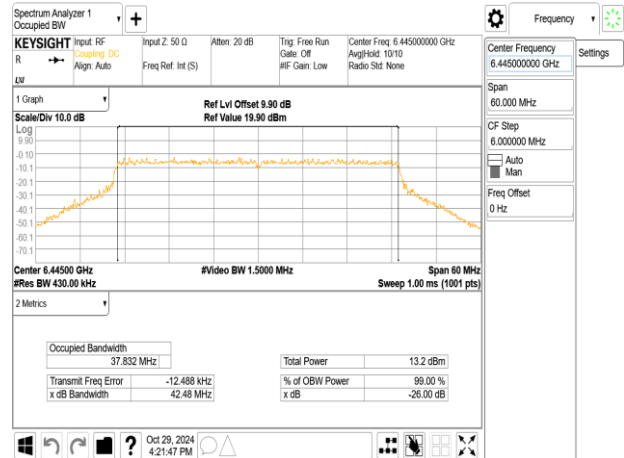 Spectrum Analyzer 1
Occupied BW
Frequency
KEYSIGHT
R
Input: RF
Coupling: DC
Align: Auto
Input Z: 50 Ω
Freq Ref: Int (S)
Atten: 20 dB
Trig: Free Run
Gate: Off
#IF Gain: Low
Center Freq: 6.445000000 GHz
Avg|Hold: 10/10
Radio Std: None
LXI
1 Graph
Scale/Div 10.0 dB
Ref Lvl Offset 9.90 dB
Ref Value 19.90 dBm
Log
9.90
-0.10
-10.1
-20.1
-30.1
-40.1
-50.1
-60.1
-70.1
Center 6.44500 GHz
#Video BW 1.5000 MHz
Span 60 MHz
#Res BW 430.00 kHz
Sweep 1.00 ms (1001 pts)
2 Metrics
Occupied Bandwidth
37.832 MHz
Total Power 13.2 dBm
Transmit Freq Error -12.488 kHz
% of OBW Power 99.00 %
x dB Bandwidth 42.48 MHz
x dB -26.00 dB
Center Frequency
6.445000000 GHz
Settings
Span
60.000 MHz
CF Step
6.000000 MHz
Auto
Man
Freq Offset
0 Hz
?
Oct 29, 2024
4:21:47 PM